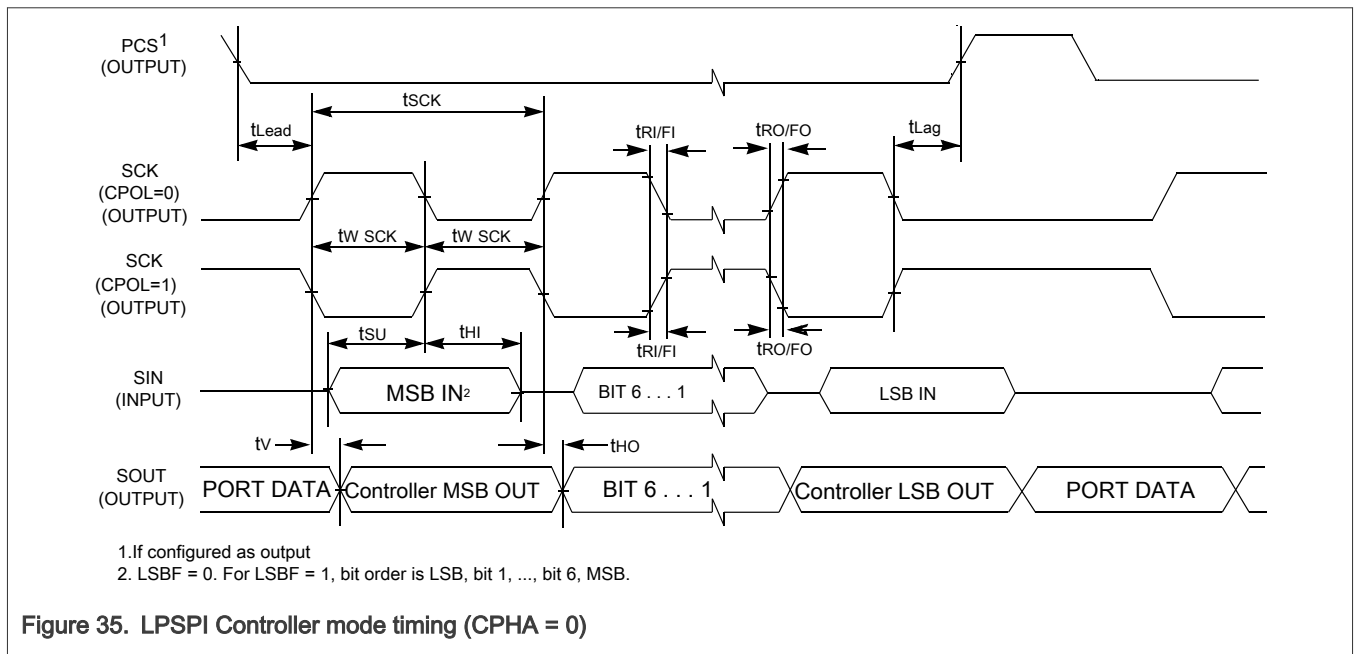 PCS1
(OUTPUT)
tSCK
tLead
tRI/FI
tRO/FO
tLag
SCK
(CPOL=0)
(OUTPUT)
tW SCK
tW SCK
SCK
(CPOL=1)
(OUTPUT)
tSU
tHI
tRI/FI
tRO/FO
SIN
(INPUT)
MSB IN2
BIT 6 . . . 1
LSB IN
tV
tHO
SOUT
(OUTPUT)
PORT DATA
Controller MSB OUT
BIT 6 . . . 1
Controller LSB OUT
PORT DATA
1.If configured as output
2. LSBF = 0. For LSBF = 1, bit order is LSB, bit 1, ..., bit 6, MSB.
Figure 35. LPSPI Controller mode timing (CPHA = 0)